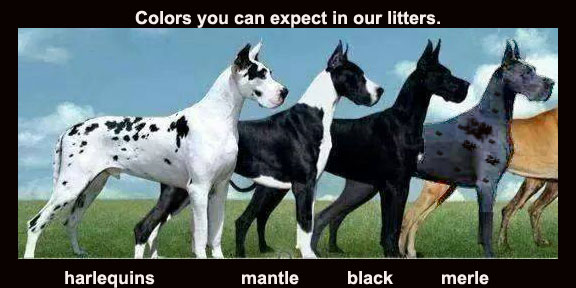 Colors you can expect in our litters.
harlequins mantle black merle